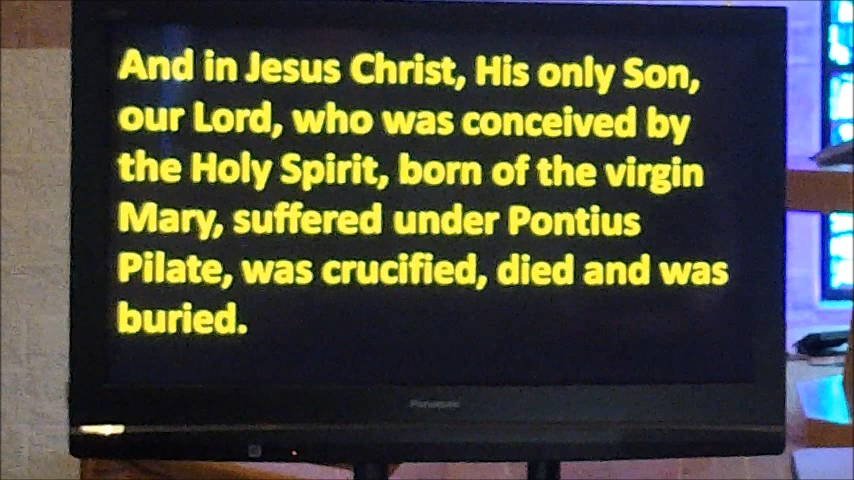 And in Jesus Christ, His only Son,
our Lord, who was conceived by
the Holy Spirit, born of the virgin
Mary, suffered under Pontius
Pilate, was crucified, died and was
buried.
Panasonic